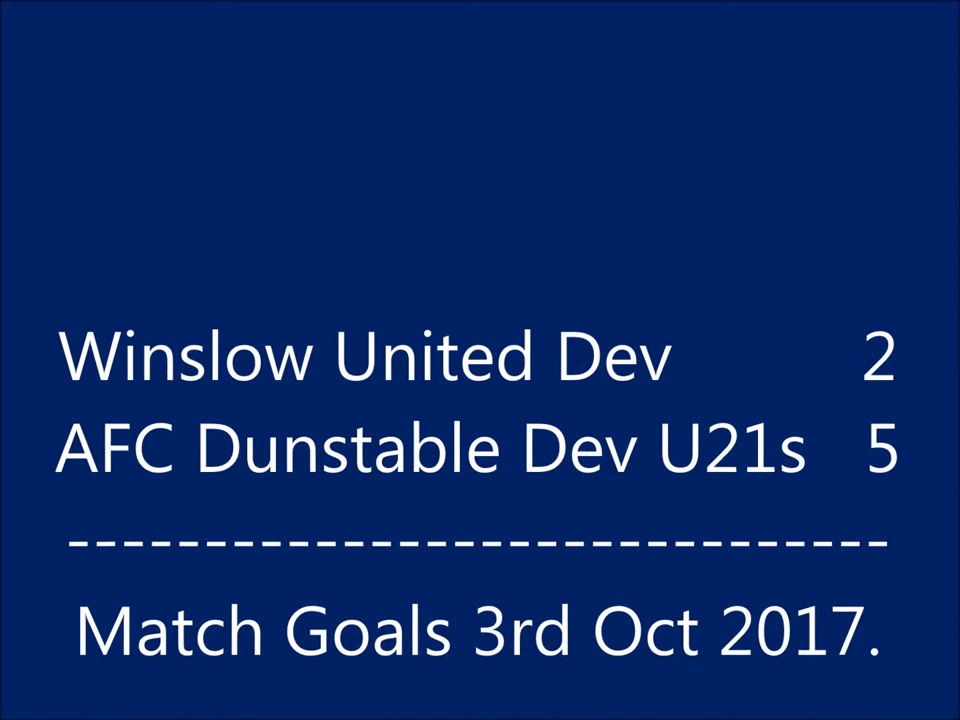 Winslow United Dev 2
AFC Dunstable Dev U21s 5
------------------------------
Match Goals 3rd Oct 2017.